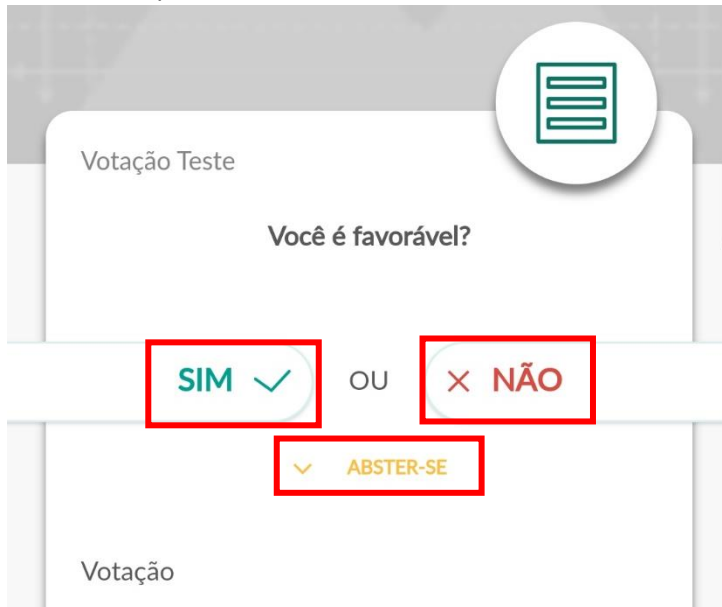 Votação Teste
Você é favorável?
SIM OU NÃO
ABSTER-SE
Votação